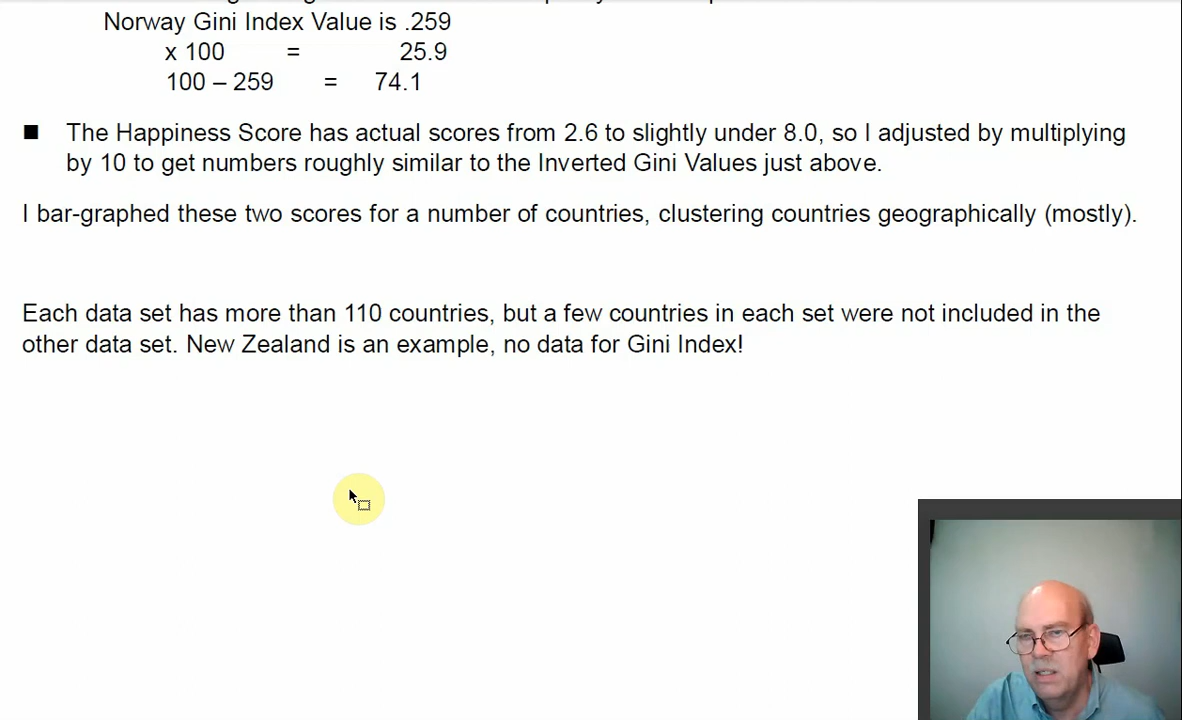 Norway Gini Index Value is .259
x 100 = 25.9
100 – 259 = 74.1
■ The Happiness Score has actual scores from 2.6 to slightly under 8.0, so I adjusted by multiplying
by 10 to get numbers roughly similar to the Inverted Gini Values just above.
I bar-graphed these two scores for a number of countries, clustering countries geographically (mostly).
Each data set has more than 110 countries, but a few countries in each set were not included in the
other data set. New Zealand is an example, no data for Gini Index!